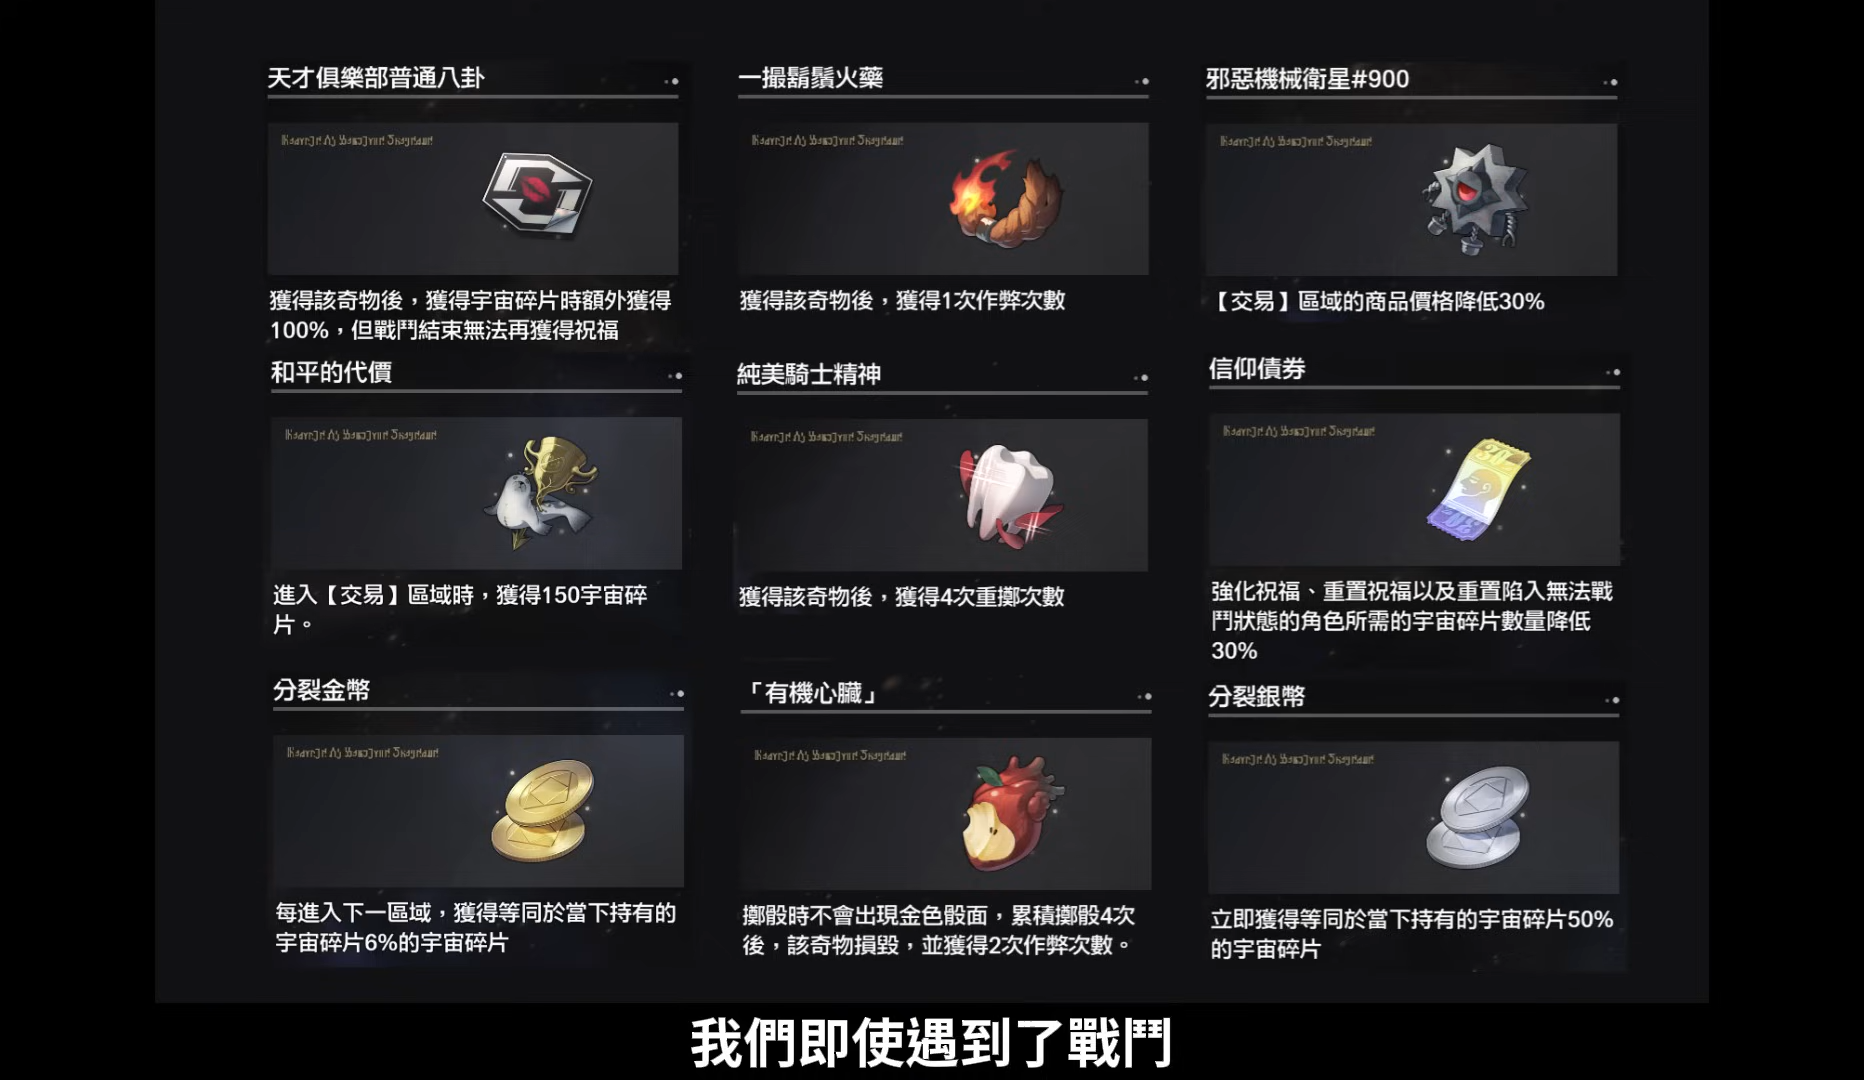 天才俱樂部普通八卦
獲得該奇物後，獲得宇宙碎片時額外獲得
100%，但戰鬥結束無法再獲得祝福
一撮鬍鬚火藥
獲得該奇物後，獲得1次作弊次數
邪惡機械衛星#900
【交易】區域的商品價格降低30%
和平的代價
進入【交易】區域時，獲得150宇宙碎
片。
純美騎士精神
獲得該奇物後，獲得4次重擲次數
信仰債券
強化祝福、重置祝福以及重置陷入無法戰
鬥狀態的角色所需的宇宙碎片數量降低
30%
分裂金幣
每進入下一區域，獲得等同於當下持有的
宇宙碎片6%的宇宙碎片
「有機心臟」
擲骰時不會出現金色骰面，累積擲骰4次
後，該奇物損毀，並獲得2次作弊次數。
分裂銀幣
立即獲得等同於當下持有的宇宙碎片50%
的宇宙碎片
我們即使遇到了戰鬥